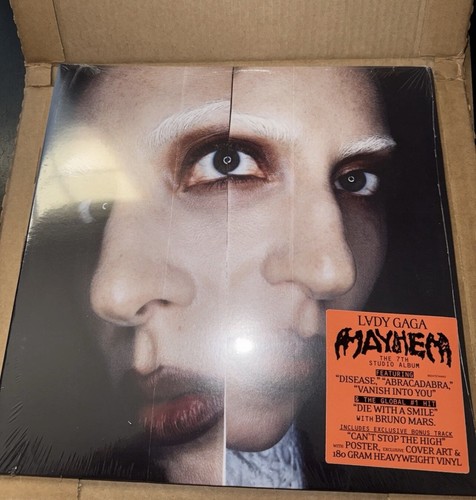 LVDY GAGA
MAYHEM
THE 7TH
STUDIO ALBUM
FEATURING
"DISEASE," "ABRACADABRA,"
"VANISH INTO YOU"
& THE GLOBAL #1 HIT
"DIE WITH A SMILE"
WITH BRUNO MARS.
INCLUDES EXCLUSIVE BONUS TRACK
"CAN'T STOP THE HIGH"
WITH POSTER, EXCLUSIVE COVER ART &
180 GRAM HEAVYWEIGHT VINYL